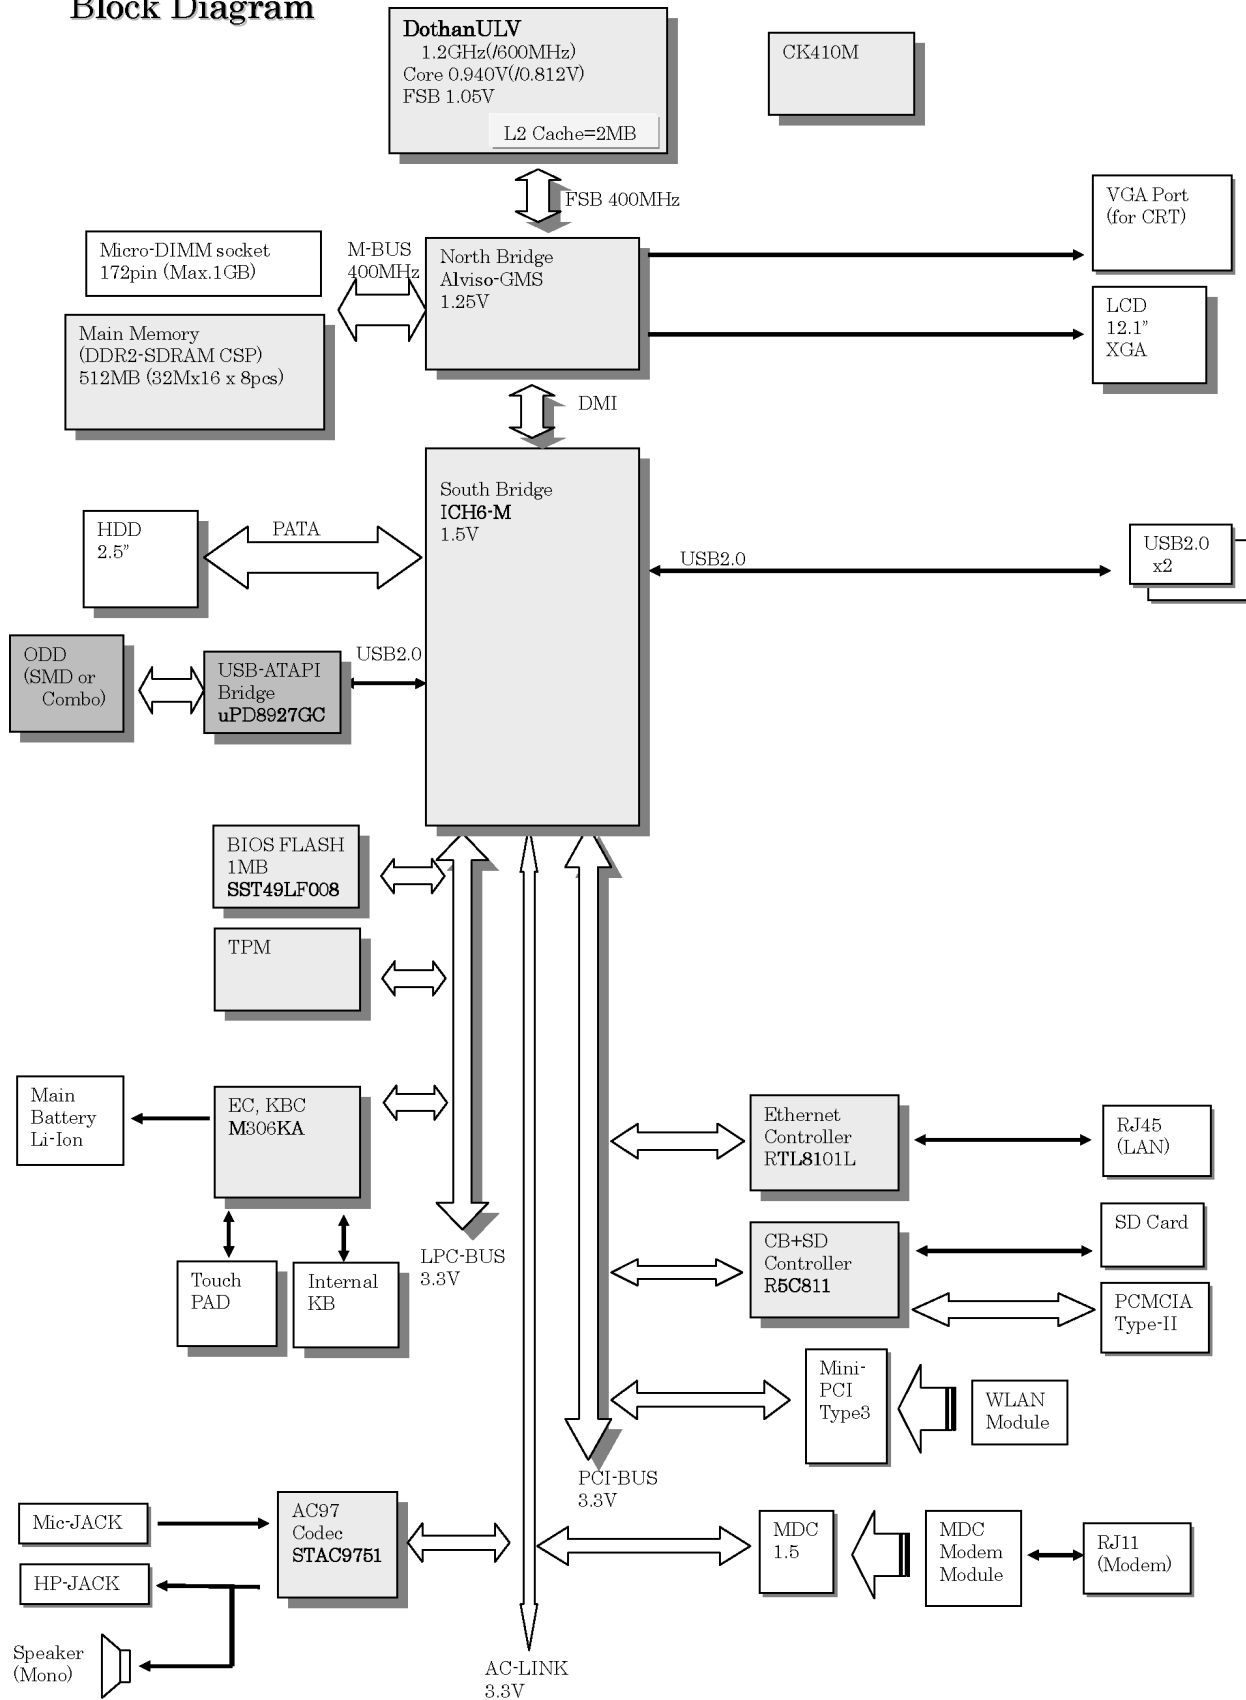 Block Diagram
DothanULV
1.2GHz(/600MHz)
Core 0.940V(/0.812V)
FSB 1.05V
L2 Cache=2MB
CK410M
FSB 400MHz
VGA Port
(for CRT)
Micro-DIMM socket
172pin (Max.1GB)
M-BUS
400MHz
North Bridge
Alviso-GMS
1.25V
LCD
12.1"
XGA
Main Memory
(DDR2-SDRAM CSP)
512MB (32Mx16 x 8pcs)
DMI
South Bridge
ICH6-M
1.5V
HDD
2.5"
PATA
USB2.0
USB2.0
x2
ODD
(SMD or
Combo)
USB-ATAPI
Bridge
uPD8927GC
USB2.0
BIOS FLASH
1MB
SST49LF008
TPM
Main
Battery
Li-Ion
EC, KBC
M306KA
Ethernet
Controller
RTL8101L
RJ45
(LAN)
CB+SD
Controller
R5C811
SD Card
PCMCIA
Type-II
LPC-BUS
3.3V
Touch
PAD
Internal
KB
Mini-
PCI
Type3
WLAN
Module
PCI-BUS
3.3V
Mic-JACK
AC97
Codec
STAC9751
HP-JACK
MDC
1.5
MDC
Modem
Module
RJ11
(Modem)
Speaker
(Mono)
AC-LINK
3.3V